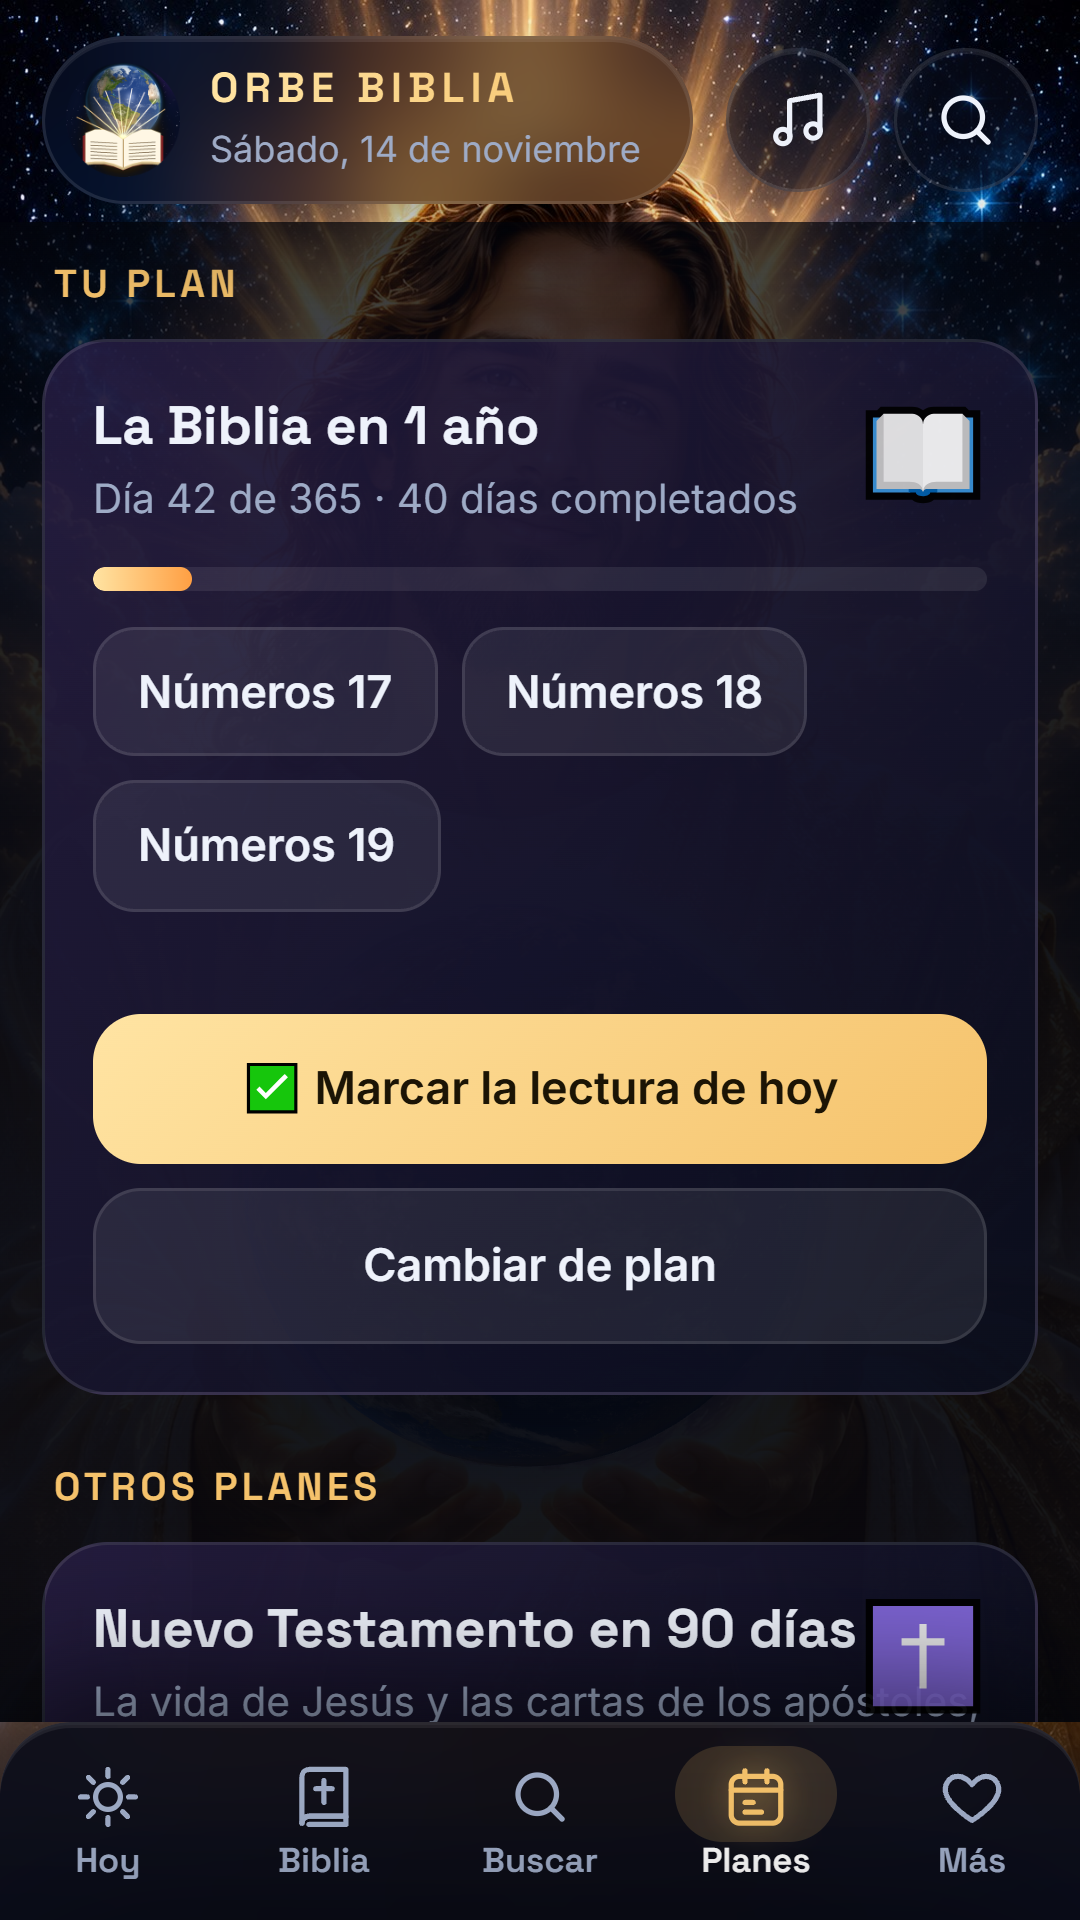 ORBE BIBLIA
Sábado, 14 de noviembre
TU PLAN
La Biblia en 1 año
Día 42 de 365 · 40 días completados
Números 17
Números 18
Números 19
Marcar la lectura de hoy
Cambiar de plan
OTROS PLANES
Nuevo Testamento en 90 días
La vida de Jesús y las cartas de los apóstoles,
Hoy
Biblia
Buscar
Planes
Más